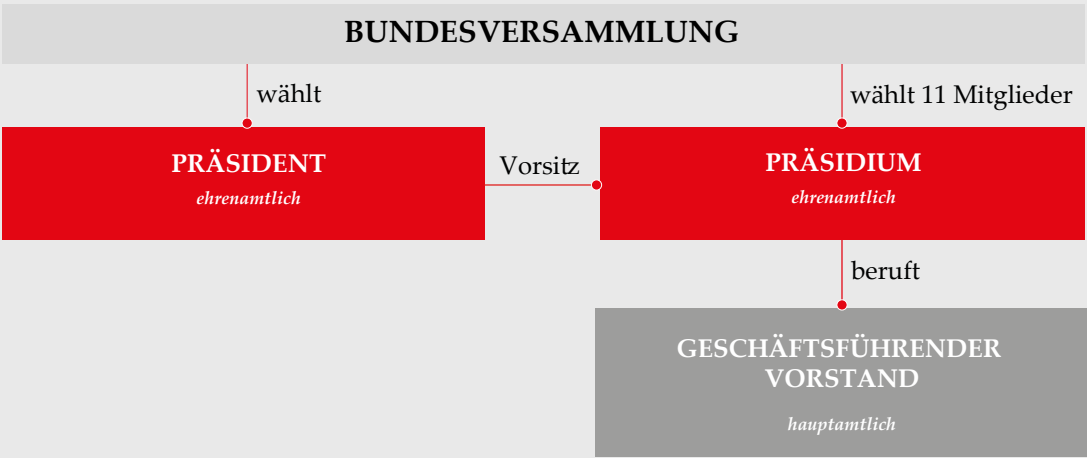 BUNDESVERSAMMLUNG
wählt
wählt 11 Mitglieder
PRÄSIDENT
ehrenamtlich
Vorsitz
PRÄSIDIUM
ehrenamtlich
beruft
GESCHÄFTSFÜHRENDER
VORSTAND
hauptamtlich